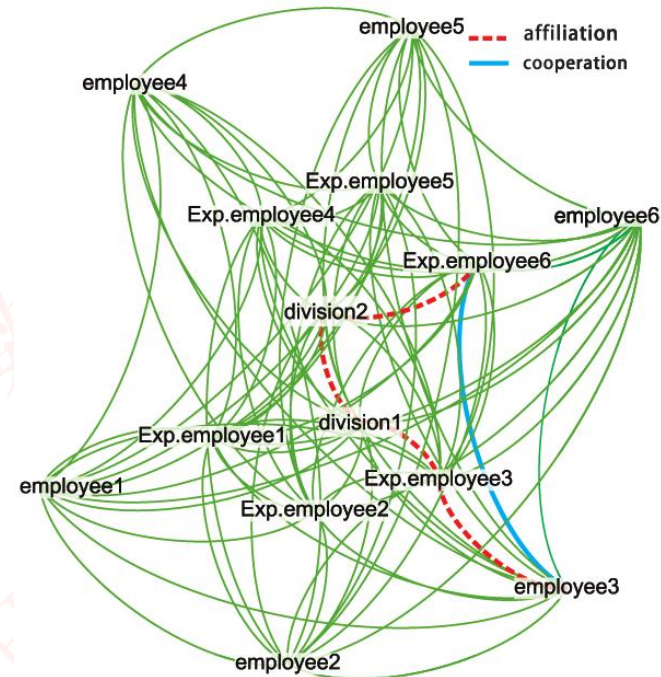 employee5
affiliation
cooperation
employee4
Exp.employee5
Exp.employee4
employee6
Exp.employee6
division2
division1
Exp.employee1
Exp.employee3
employee1
Exp.employee2
employee3
employee2